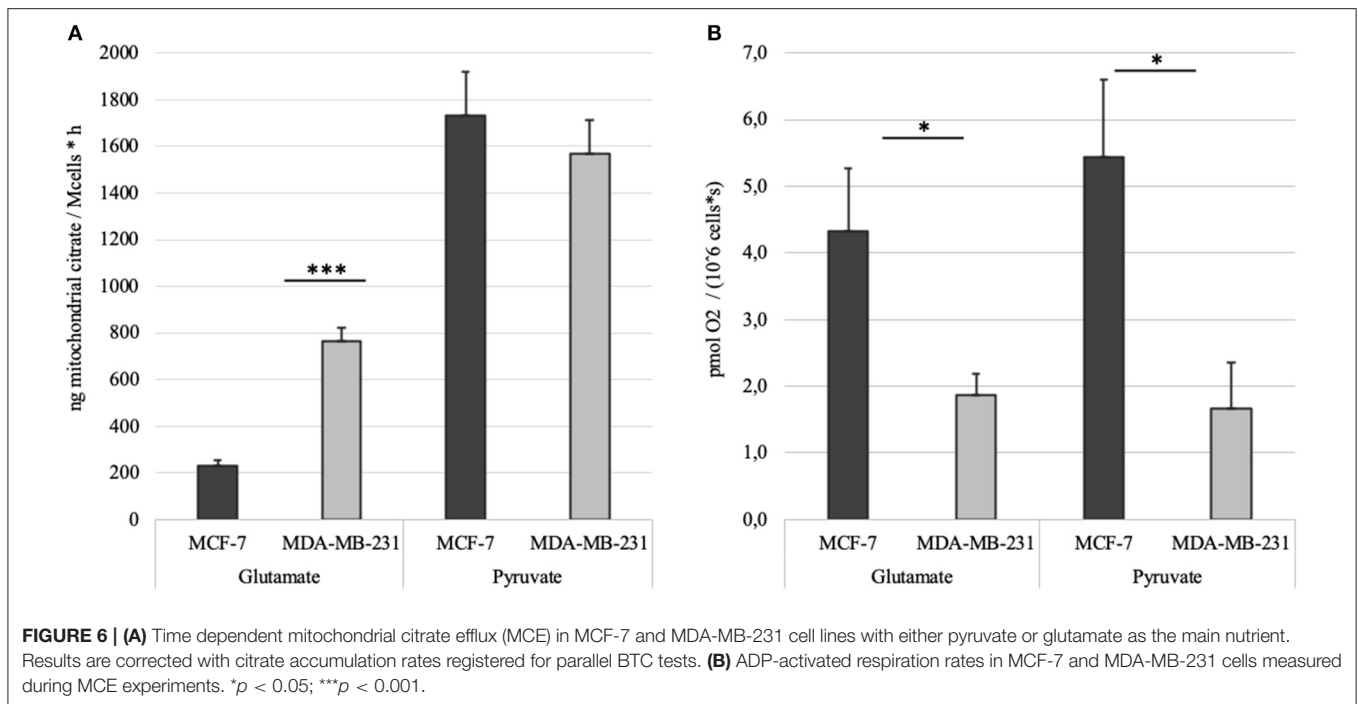 A
ng mitochondrial citrate / Mcells * h
2000
1800
1600
1400
1200
1000
800
600
400
200
0
***
MCF-7 MDA-MB-231 MCF-7 MDA-MB-231
Glutamate Pyruvate
B
pmol O2 / (10^6 cells*s)
7,0
6,0
5,0
4,0
3,0
2,0
1,0
0,0
*
*
MCF-7 MDA-MB-231 MCF-7 MDA-MB-231
Glutamate Pyruvate
FIGURE 6 | (A) Time dependent mitochondrial citrate efflux (MCE) in MCF-7 and MDA-MB-231 cell lines with either pyruvate or glutamate as the main nutrient.
Results are corrected with citrate accumulation rates registered for parallel BTC tests. (B) ADP-activated respiration rates in MCF-7 and MDA-MB-231 cells measured
during MCE experiments. *p < 0.05; ***p < 0.001.